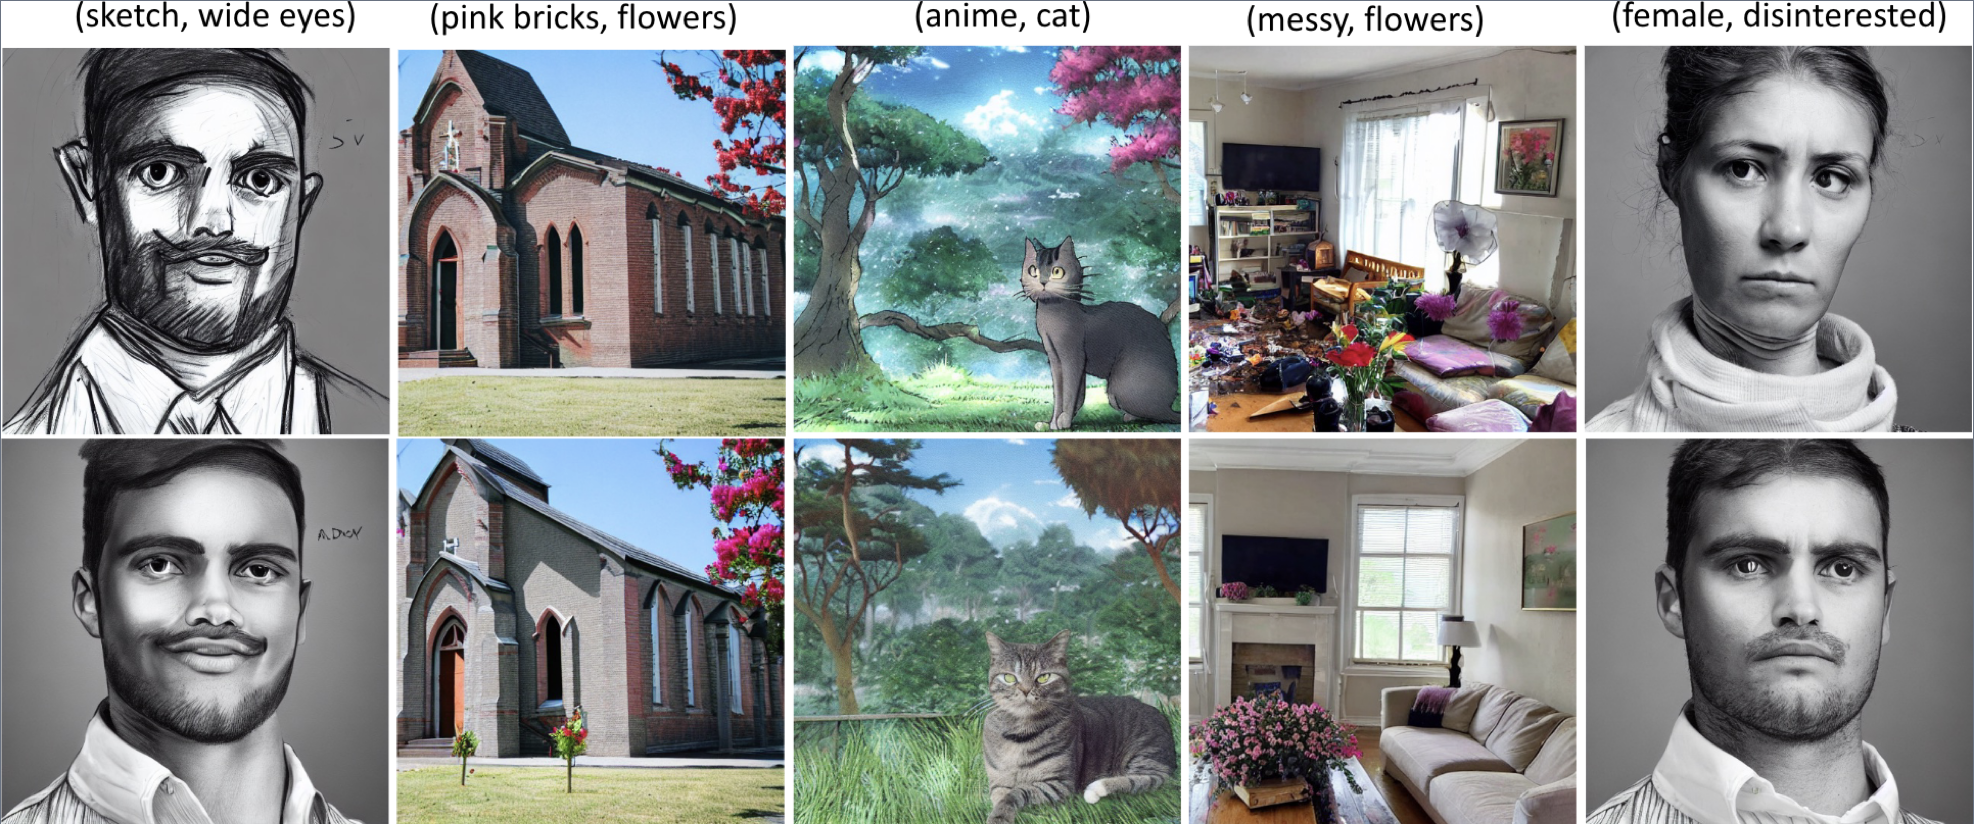 (sketch, wide eyes)
(pink bricks, flowers)
(anime, cat)
(messy, flowers)
(female, disinterested)